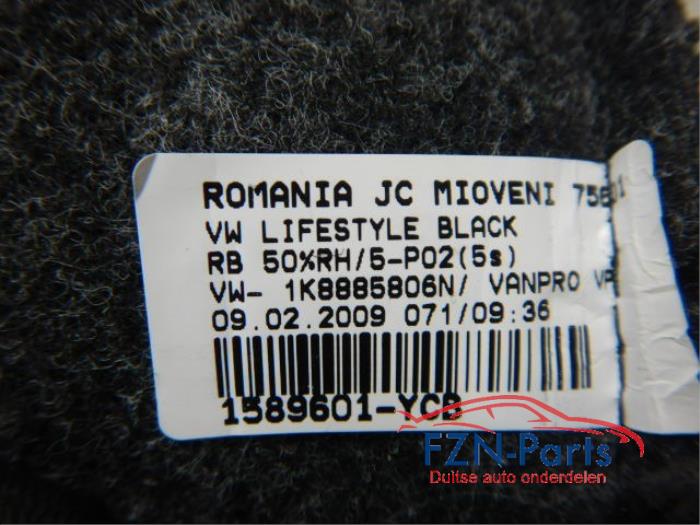 ROMANIA JC MIOVENI
VW LIFESTYLE BLACK
RB 50%RH/5-P02(5s)
VW- 1K8885806N/ VANPRO VP
09.02.2009 071/09:36
1589601-YCB
FZN-Parts
Duitse auto onderdelen